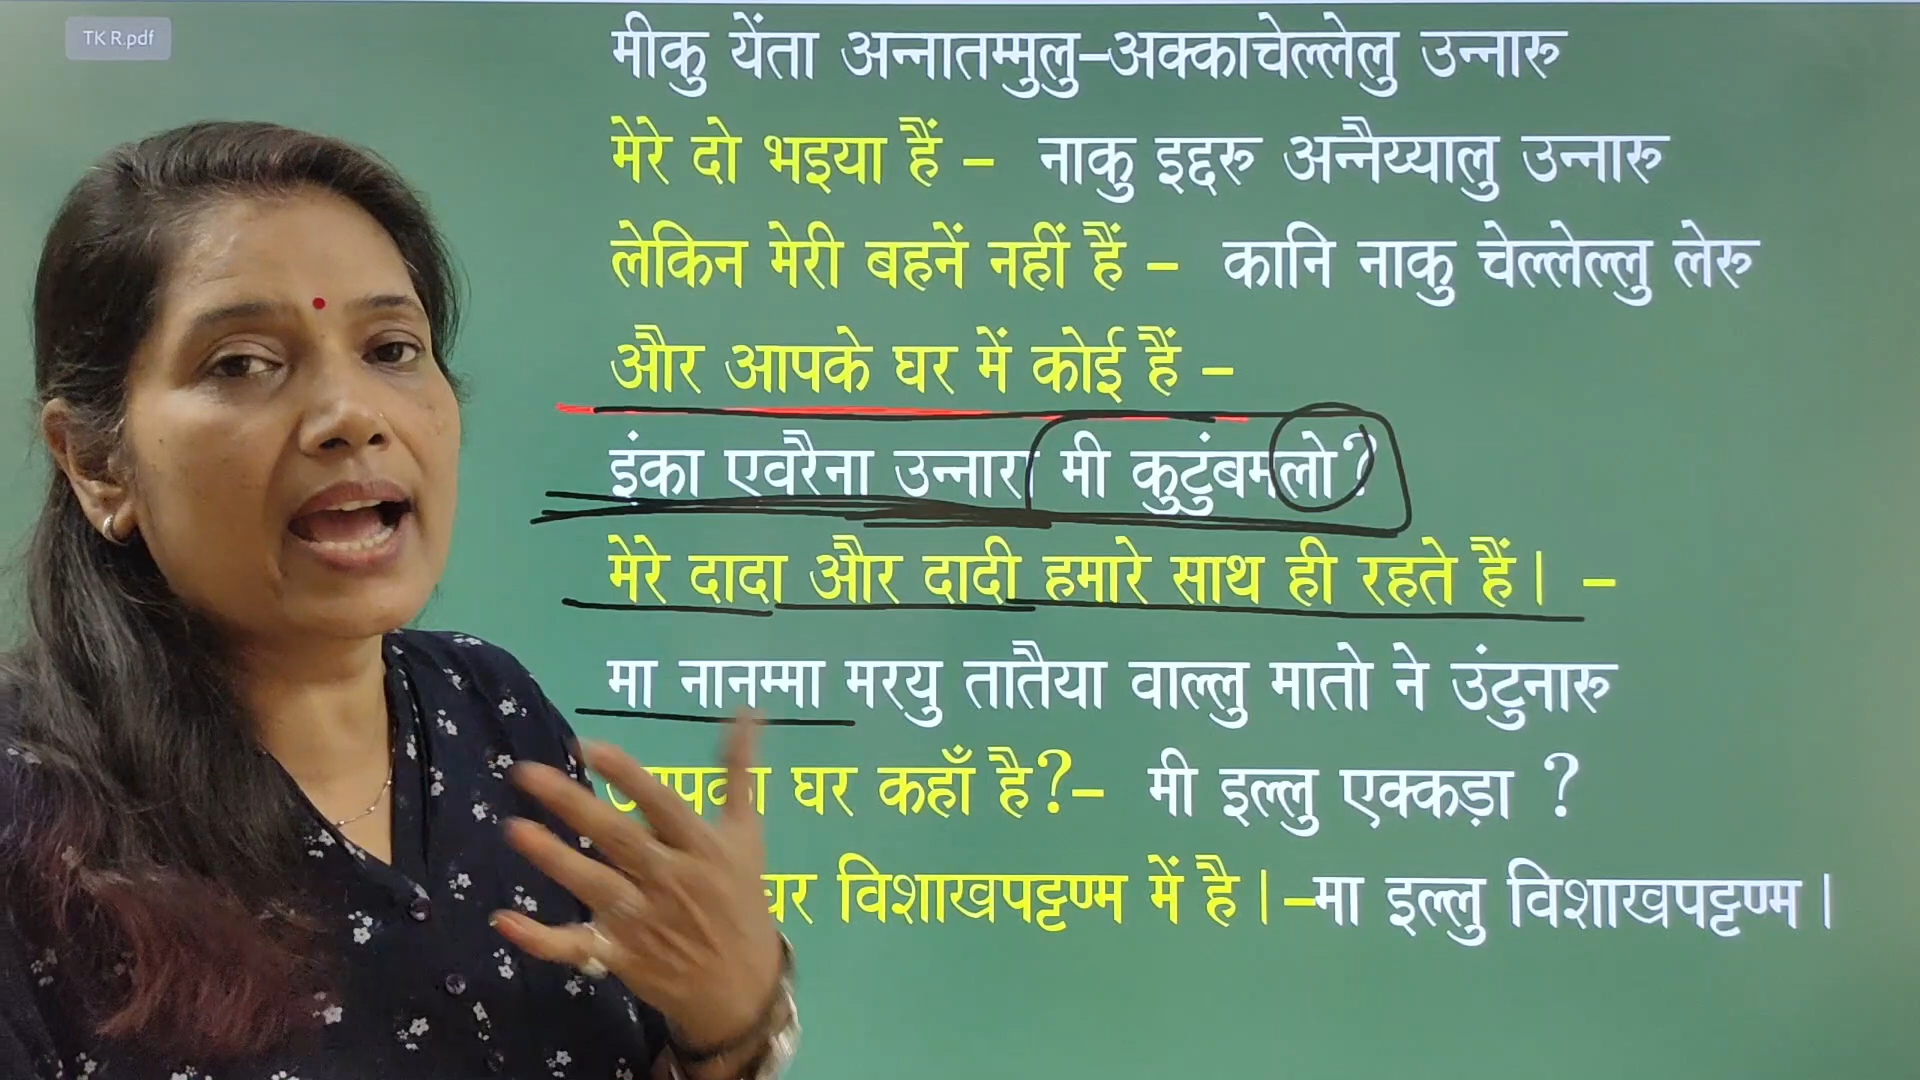 TK R.pdf
मीकु येंता अन्नातम्मुलु-अक्काचेल्लेलु उन्नारु
मेरे दो भइया हैं - नाकु इद्दरु अन्नैय्यालु उन्नारु
लेकिन मेरी बहनें नहीं हैं - कानि नाकु चेल्लेल्लु लेरु
और आपके घर में कोई हैं -
इंका एवरैना उन्नारा मी कुटुंबमलो?
मेरे दादा और दादी हमारे साथ ही रहते हैं। -
मा नानम्मा मरयु तातैया वाल्लु मातो ने उंटुनारु
घर कहाँ है?- मी इल्लु एक्कड़ा ?
विशाखपट्टण्म में है।-मा इल्लु विशाखपट्टण्म।